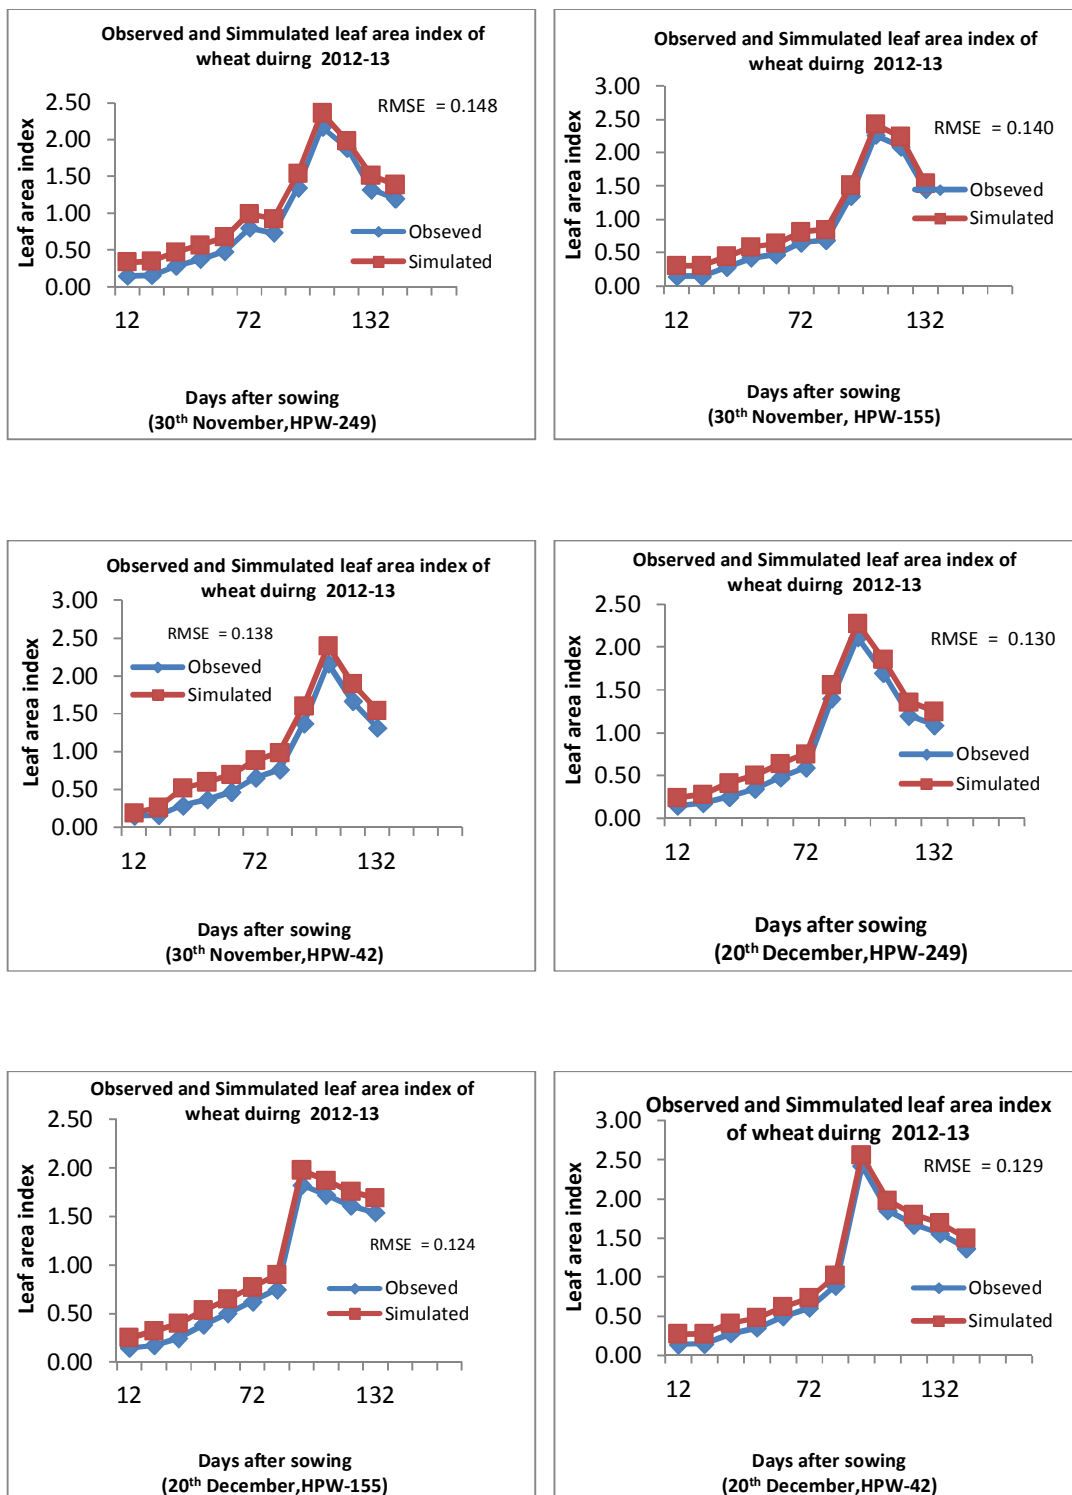 Observed and Simmulated leaf area index of
wheat duirng 2012-13
RMSE = 0.148
Leaf area index
2.50
2.00
1.50
1.00
0.50
0.00
Obseved
Simulated
12 72 132
Days after sowing
(30th November,HPW-249)
Observed and Simmulated leaf area index of
wheat duirng 2012-13
RMSE = 0.140
Leaf area index
3.00
2.50
2.00
1.50
1.00
0.50
0.00
Obseved
Simulated
12 72 132
Days after sowing
(30th November, HPW-155)
Observed and Simmulated leaf area index of
wheat duirng 2012-13
RMSE = 0.138
Leaf area index
3.00
2.50
2.00
1.50
1.00
0.50
0.00
Obseved
Simulated
12 72 132
Days after sowing
(30th November,HPW-42)
Observed and Simmulated leaf area index of
wheat duirng 2012-13
RMSE = 0.130
Leaf area index
2.50
2.00
1.50
1.00
0.50
0.00
Obseved
Simulated
12 72 132
Days after sowing
(20th December,HPW-249)
Observed and Simmulated leaf area index of
wheat duirng 2012-13
RMSE = 0.124
Leaf area index
2.50
2.00
1.50
1.00
0.50
0.00
Obseved
Simulated
12 72 132
Days after sowing
(20th December,HPW-155)
Observed and Simmulated leaf area index
of wheat duirng 2012-13
RMSE = 0.129
Leaf area index
3.00
2.50
2.00
1.50
1.00
0.50
0.00
Obseved
Simulated
12 72 132
Days after sowing
(20th December,HPW-42)